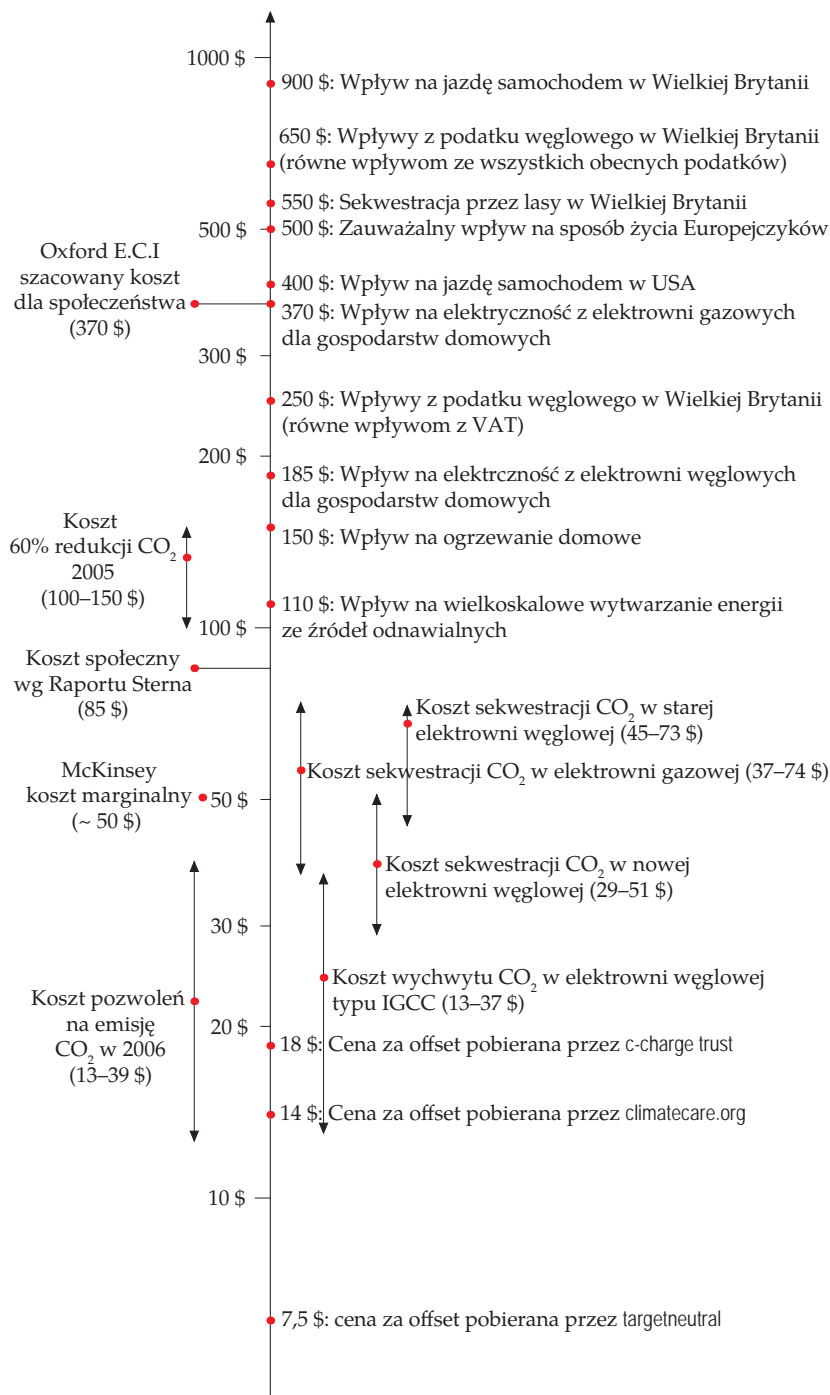 1000 $
900 $: Wpływ na jazdę samochodem w Wielkiej Brytanii
650 $: Wpływy z podatku węglowego w Wielkiej Brytanii
(równe wpływom ze wszystkich obecnych podatków)
550 $: Sekwestracja przez lasy w Wielkiej Brytanii
500 $
500 $: Zauważalny wpływ na sposób życia Europejczyków
Oxford E.C.I
szacowany koszt
dla społeczeństwa
(370 $)
400 $: Wpływ na jazdę samochodem w USA
370 $: Wpływ na elektryczność z elektrowni gazowych
dla gospodarstw domowych
300 $
250 $: Wpływy z podatku węglowego w Wielkiej Brytanii
(równe wpływom z VAT)
200 $
185 $: Wpływ na elektrczność z elektrowni węglowych
dla gospodarstw domowych
Koszt
60% redukcji CO₂
2005
(100–150 $)
150 $: Wpływ na ogrzewanie domowe
110 $: Wpływ na wielkoskalowe wytwarzanie energii
ze źródeł odnawialnych
100 $
Koszt społeczny
wg Raportu Sterna
(85 $)
Koszt sekwestracji CO₂ w starej
elektrowni węglowej (45–73 $)
Koszt sekwestracji CO₂ w elektrowni gazowej (37–74 $)
McKinsey
koszt marginalny
(~ 50 $)
50 $
Koszt sekwestracji CO₂ w nowej
elektrowni węglowej (29–51 $)
30 $
Koszt wychwytu CO₂ w elektrowni węglowej
typu IGCC (13–37 $)
Koszt pozwoleń
na emisję
CO₂ w 2006
(13–39 $)
20 $
18 $: Cena za offset pobierana przez c-charge trust
14 $: Cena za offset pobierana przez climatecare.org
10 $
7,5 $: cena za offset pobierana przez targetneutral